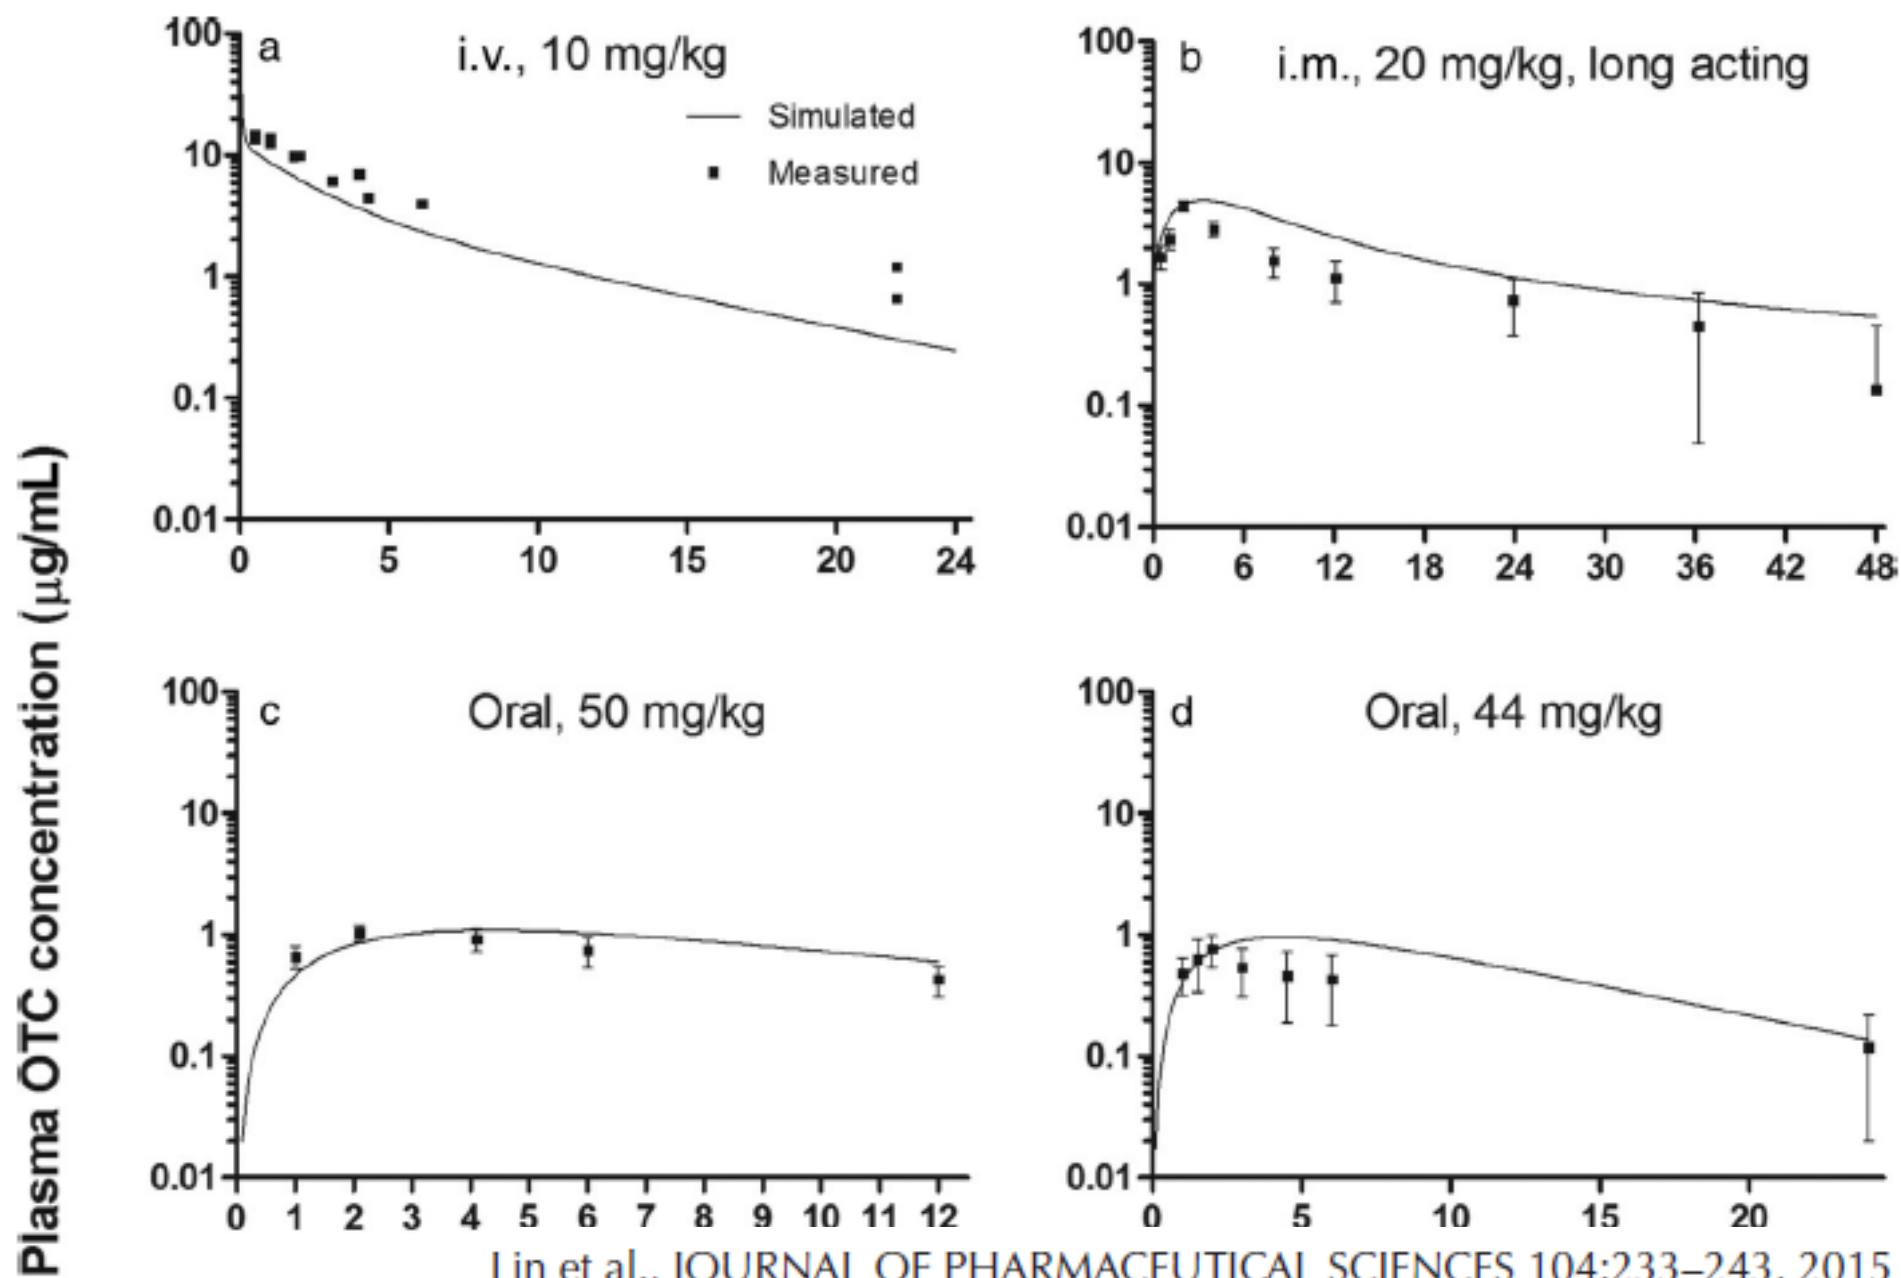 Plasma OTC concentration (µg/mL)
a
i.v., 10 mg/kg
Simulated
Measured
100
10
1
0.1
0.01
0 5 10 15 20 24
b
i.m., 20 mg/kg, long acting
100
10
1
0.1
0.01
0 6 12 18 24 30 36 42 48
c
Oral, 50 mg/kg
100
10
1
0.1
0.01
0 1 2 3 4 5 6 7 8 9 10 11 12
d
Oral, 44 mg/kg
100
10
1
0.1
0.01
0 5 10 15 20
Lin et al., JOURNAL OF PHARMACEUTICAL SCIENCES 104:233–243, 2015